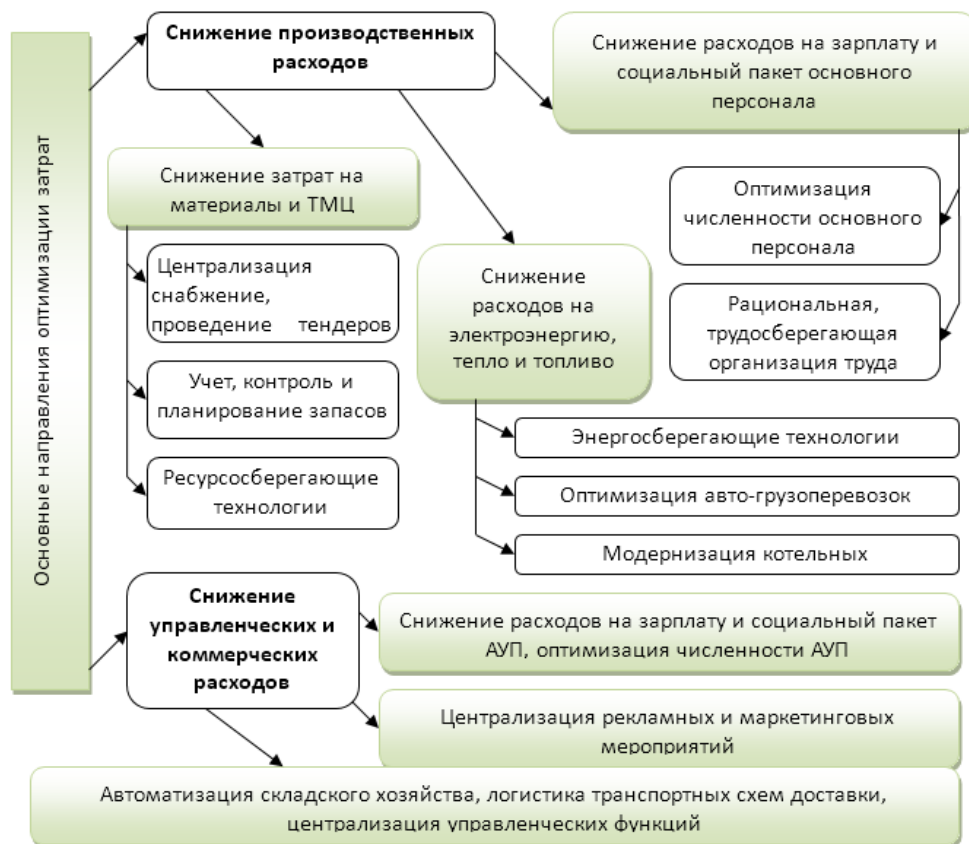 Основные направления оптимизации затрат
Снижение производственных
расходов
Снижение расходов на зарплату и
социальный пакет основного
персонала
Снижение затрат на
материалы и ТМЦ
Оптимизация
численности основного
персонала
Централизация
снабжение,
проведение тендеров
Снижение
расходов на
электроэнергию,
тепло и топливо
Рациональная,
трудосберегающая
организация труда
Учет, контроль и
планирование запасов
Энергосберегающие технологии
Ресурсосберегающие
технологии
Оптимизация авто-грузоперевозок
Модернизация котельных
Снижение
управленческих и
коммерческих
расходов
Снижение расходов на зарплату и социальный пакет
АУП, оптимизация численности АУП
Централизация рекламных и маркетинговых
мероприятий
Автоматизация складского хозяйства, логистика транспортных схем доставки,
централизация управленческих функций